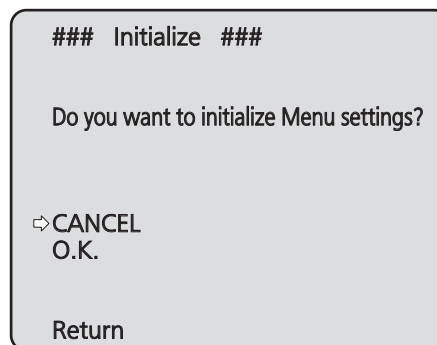 ### Initialize ###
Do you want to initialize Menu settings?
⇨CANCEL
O.K.
Return